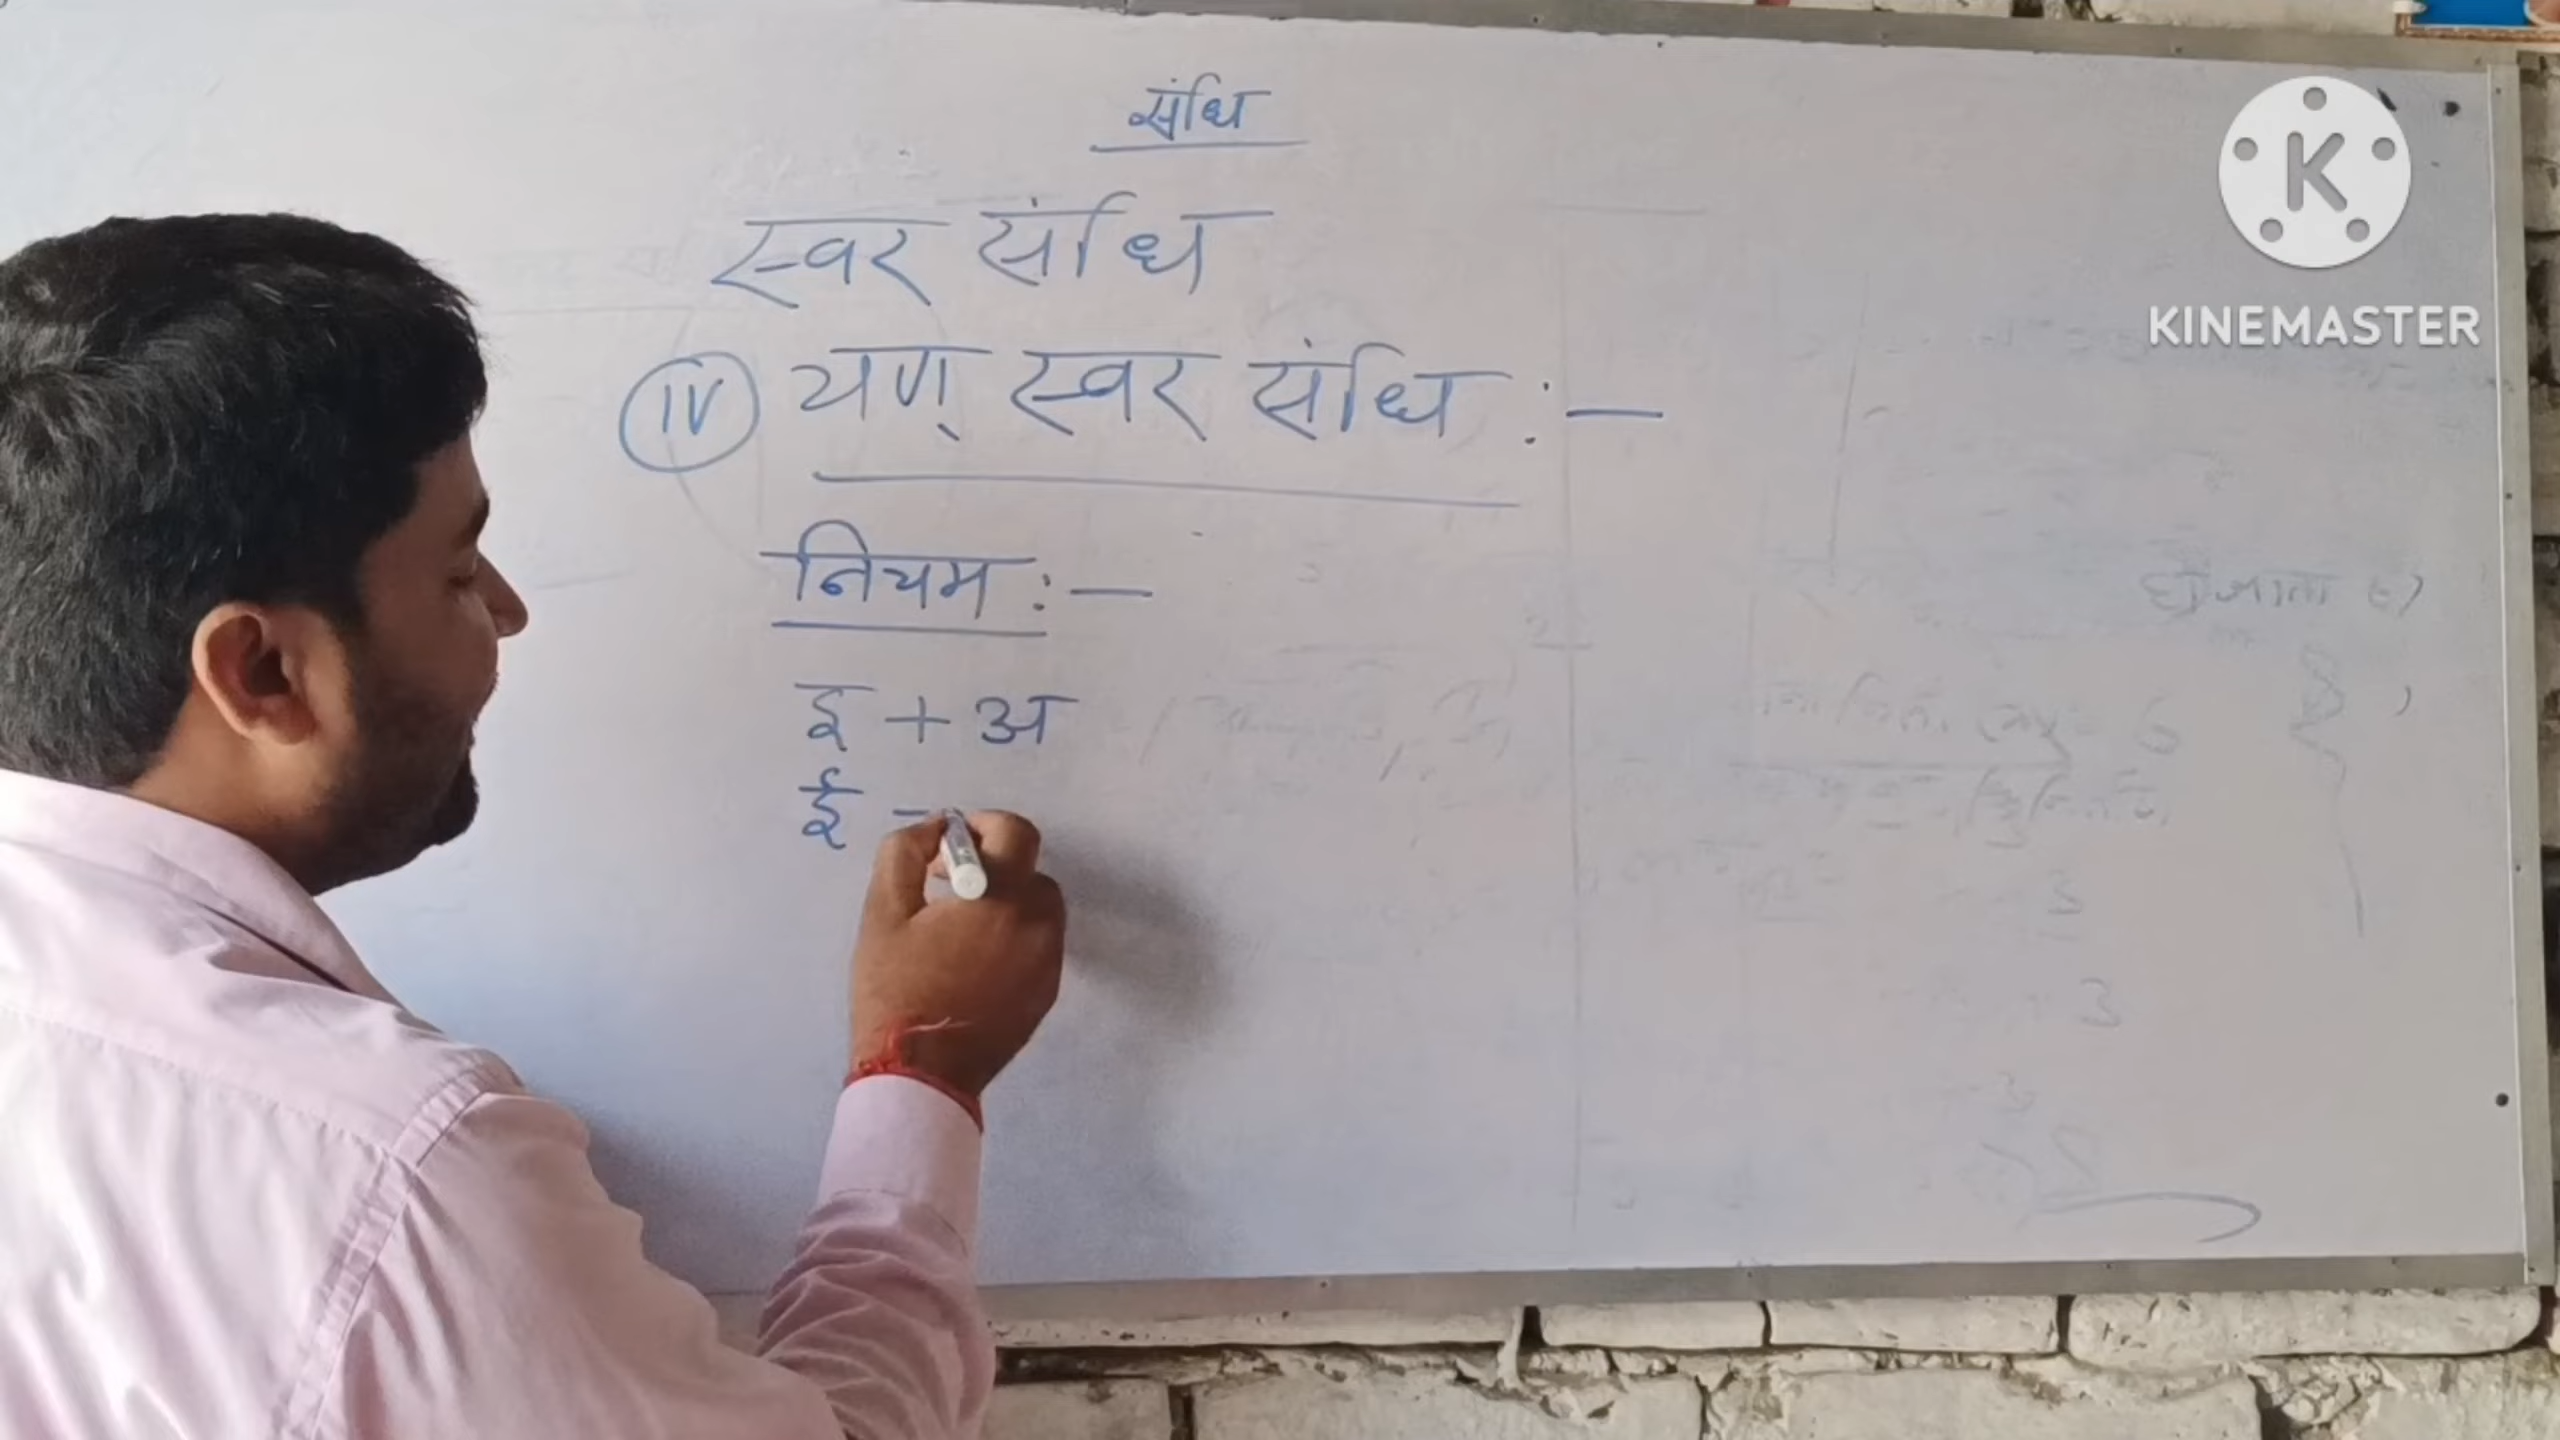 संधि
स्वर संधि
IV यण् स्वर संधि :—
नियम :—
इ + अ
ई -
KINEMASTER